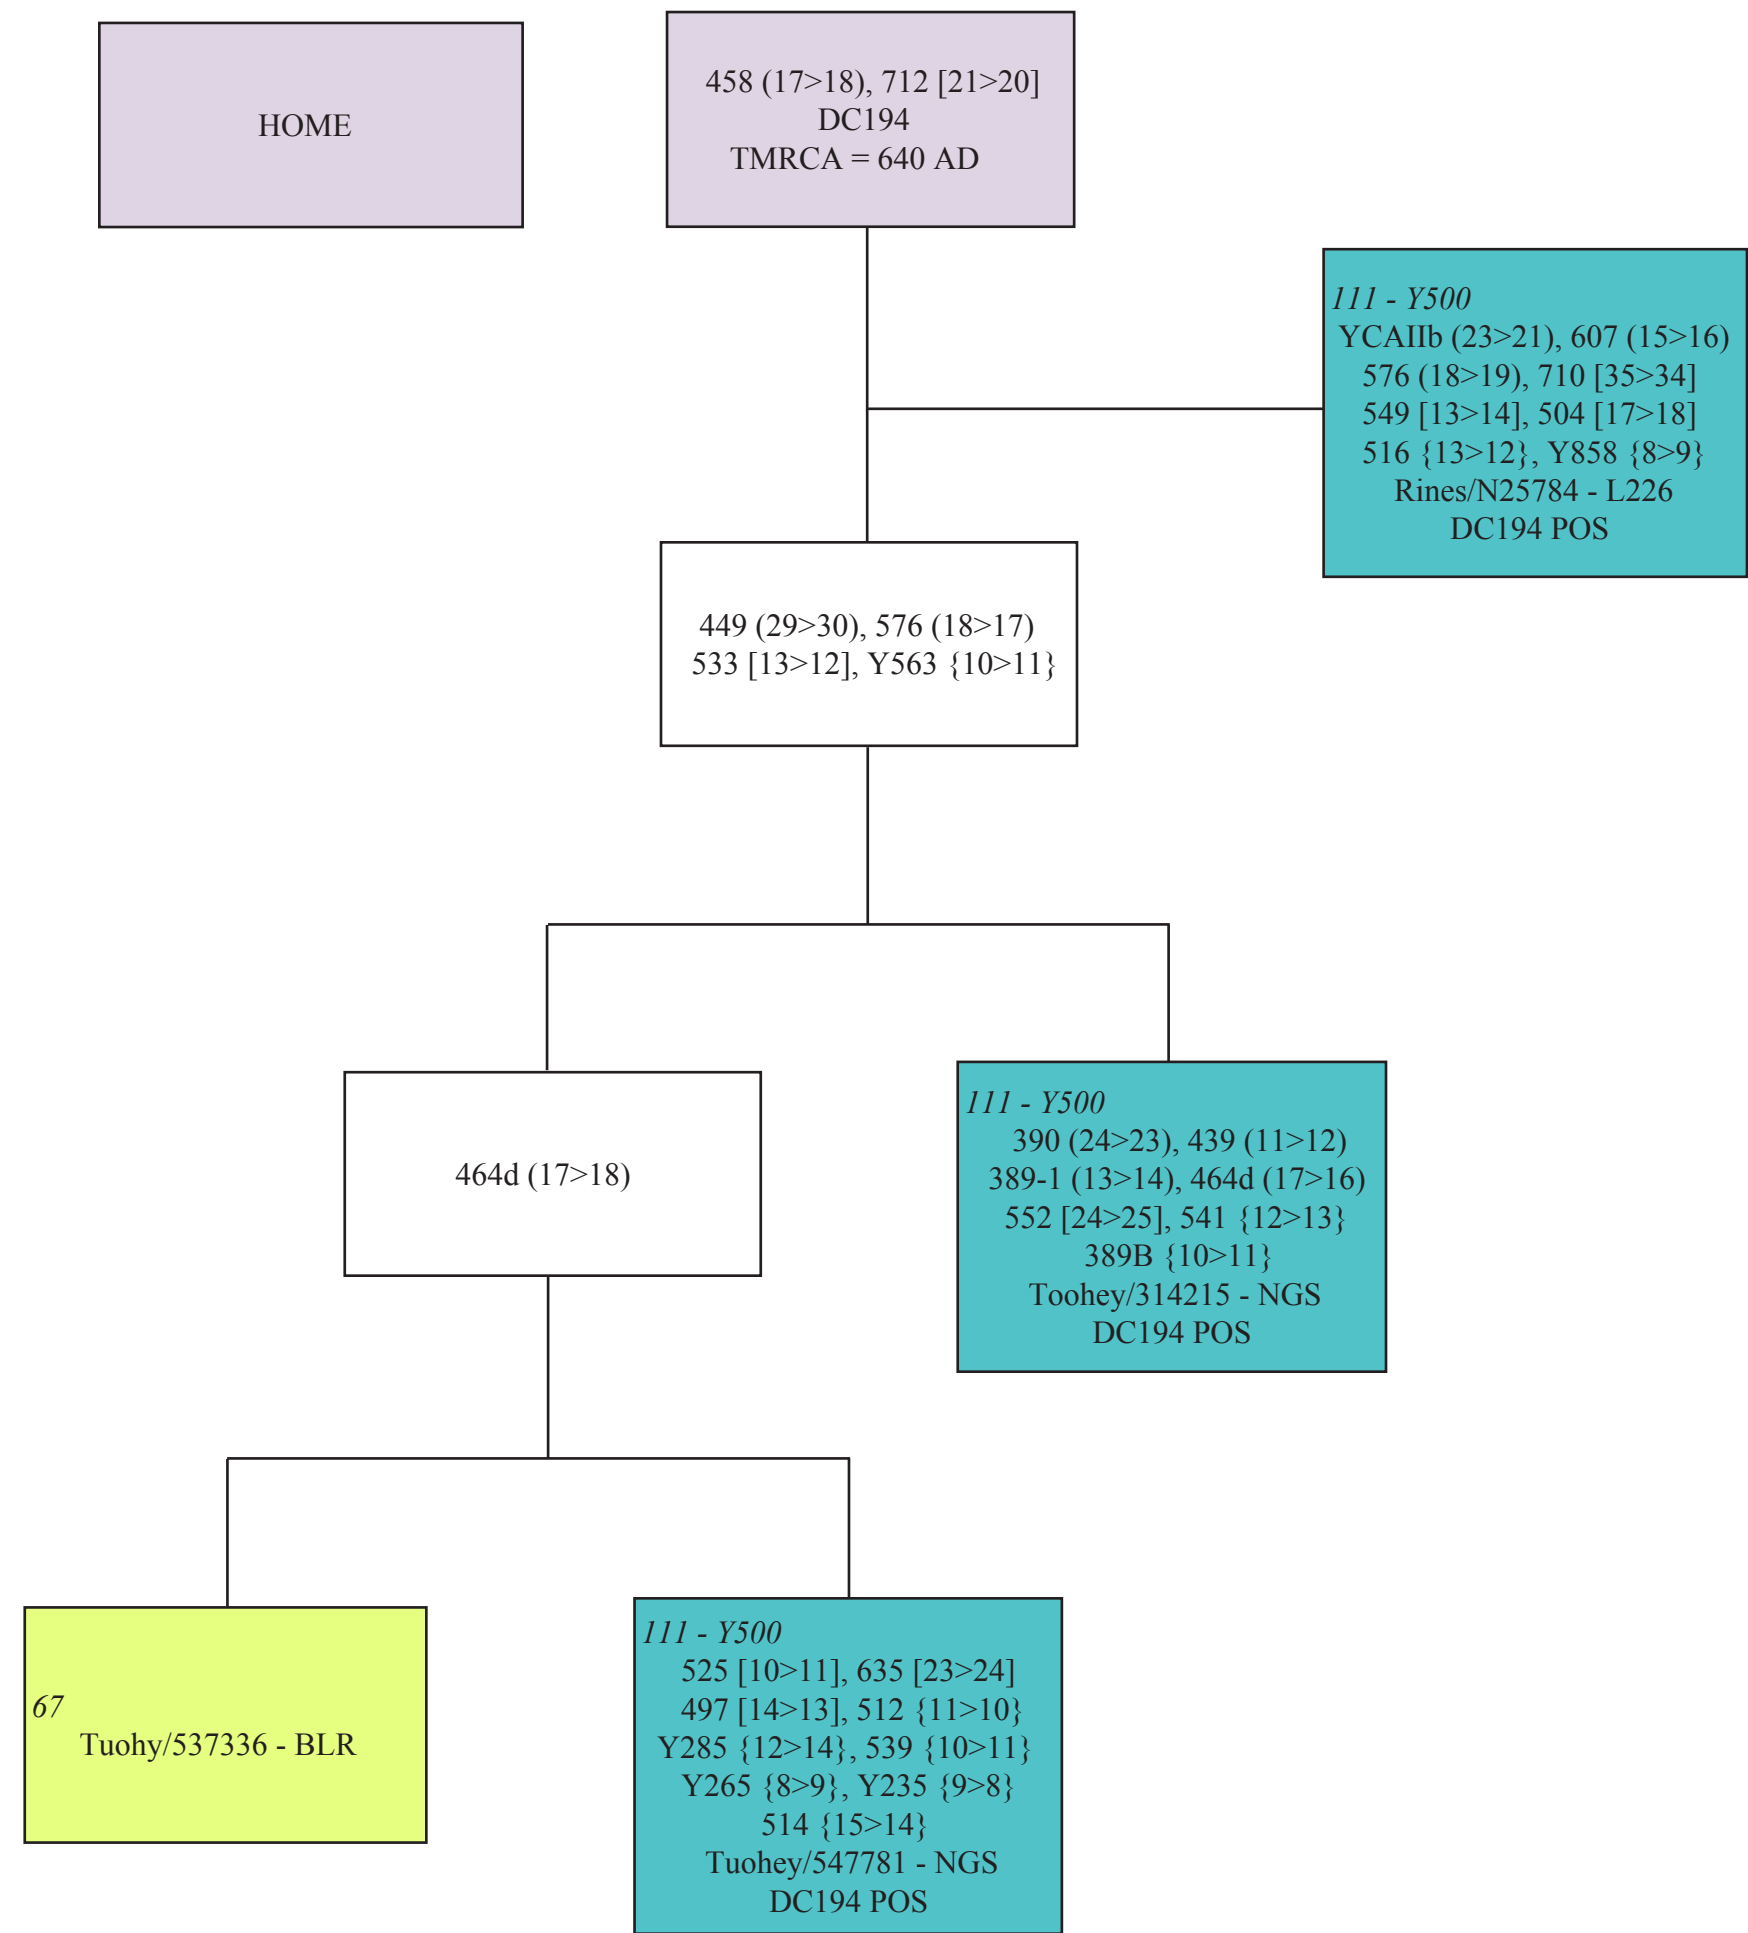 HOME
458 (17>18), 712 [21>20]
DC194
TMRCA = 640 AD
111 - Y500
YCAIIb (23>21), 607 (15>16)
576 (18>19), 710 [35>34]
549 [13>14], 504 [17>18]
516 {13>12}, Y858 {8>9}
Rines/N25784 - L226
DC194 POS
449 (29>30), 576 (18>17)
533 [13>12], Y563 {10>11}
464d (17>18)
111 - Y500
390 (24>23), 439 (11>12)
389-1 (13>14), 464d (17>16)
552 [24>25], 541 {12>13}
389B {10>11}
Toohey/314215 - NGS
DC194 POS
67
Tuohy/537336 - BLR
111 - Y500
525 [10>11], 635 [23>24]
497 [14>13], 512 {11>10}
Y285 {12>14}, 539 {10>11}
Y265 {8>9}, Y235 {9>8}
514 {15>14}
Tuohey/547781 - NGS
DC194 POS